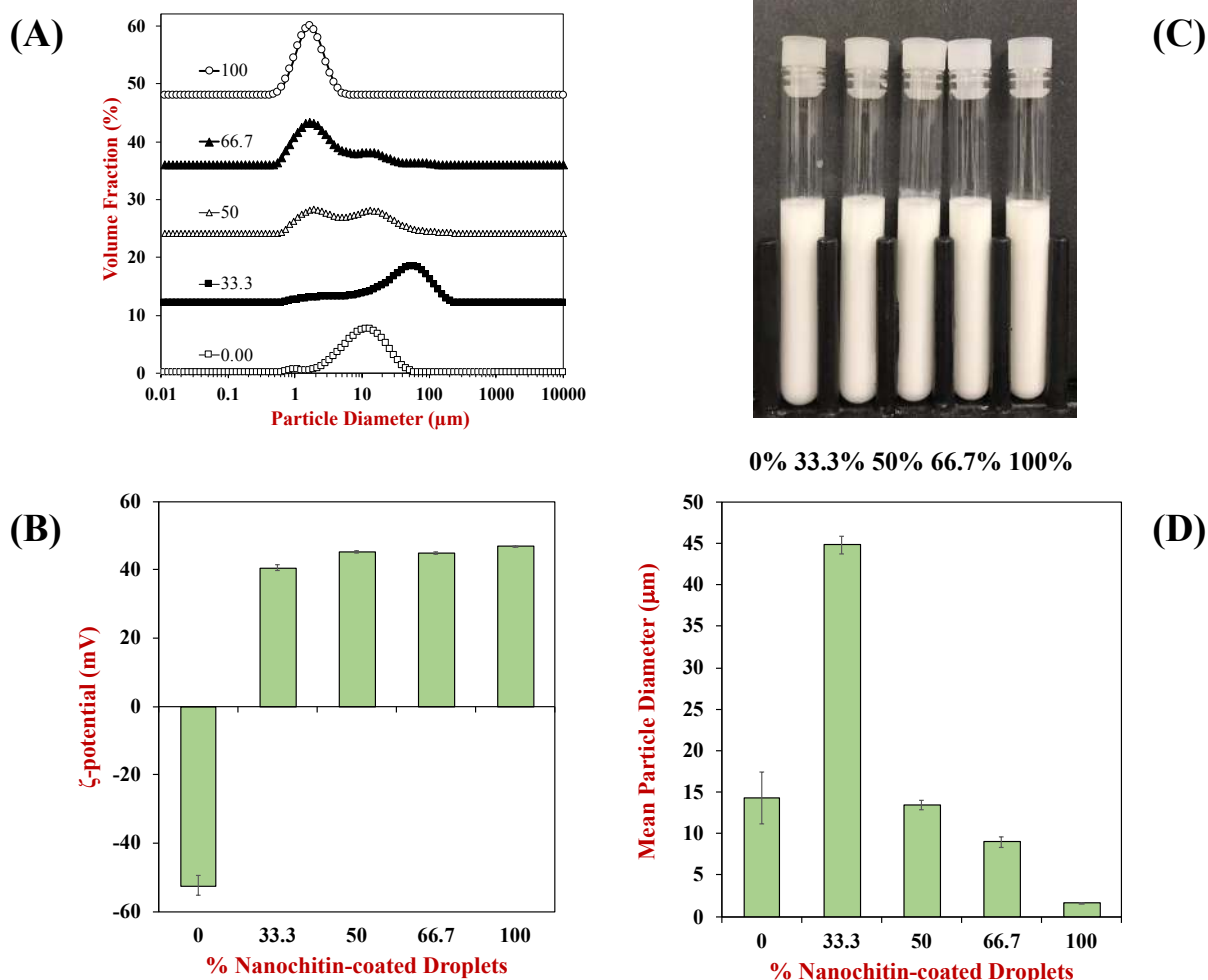 (A)
60
50
40
30
20
10
0
Volume Fraction (%)
100
66.7
50
33.3
0.00
0.01 0.1 1 10 100 1000 10000
Particle Diameter (µm)
(C)
0% 33.3% 50% 66.7% 100%
(B)
60
40
20
0
-20
-40
-60
ζ-potential (mV)
0 33.3 50 66.7 100
% Nanochitin-coated Droplets
(D)
50
45
40
35
30
25
20
15
10
5
0
Mean Particle Diameter (µm)
0 33.3 50 66.7 100
% Nanochitin-coated Droplets